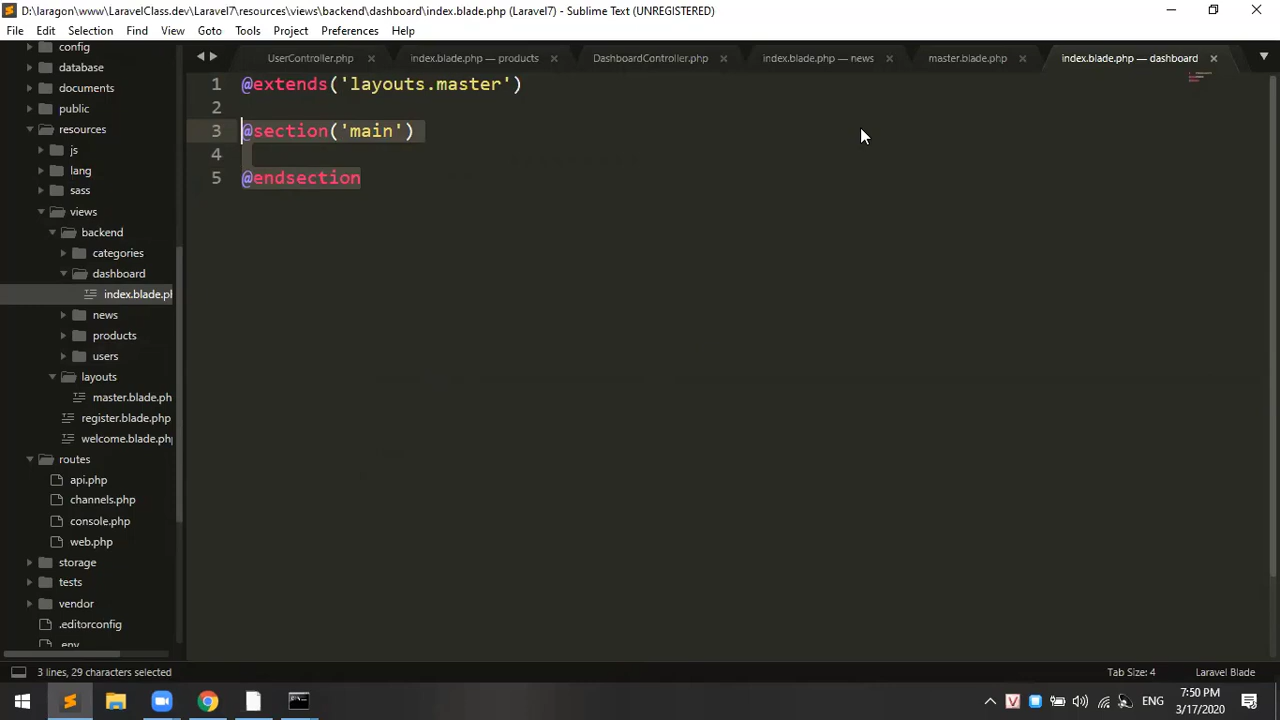 D:\laragon\www\LaravelClass.dev\Laravel7\resources\views\backend\dashboard\index.blade.php (Laravel7) - Sublime Text (UNREGISTERED)
File Edit Selection Find View Goto Tools Project Preferences Help
UserController.php index.blade.php — products DashboardController.php index.blade.php — news master.blade.php index.blade.php — dashboard
config
database
documents
public
resources
js
lang
sass
views
backend
categories
dashboard
index.blade.ph
news
products
users
layouts
master.blade.ph
register.blade.php
welcome.blade.php
routes
api.php
channels.php
console.php
web.php
storage
tests
vendor
.editorconfig
.env
1 @extends('layouts.master')
2
3 @section('main')
4
5 @endsection
3 lines, 29 characters selected Tab Size: 4 Laravel Blade
ENG 7:50 PM
3/17/2020